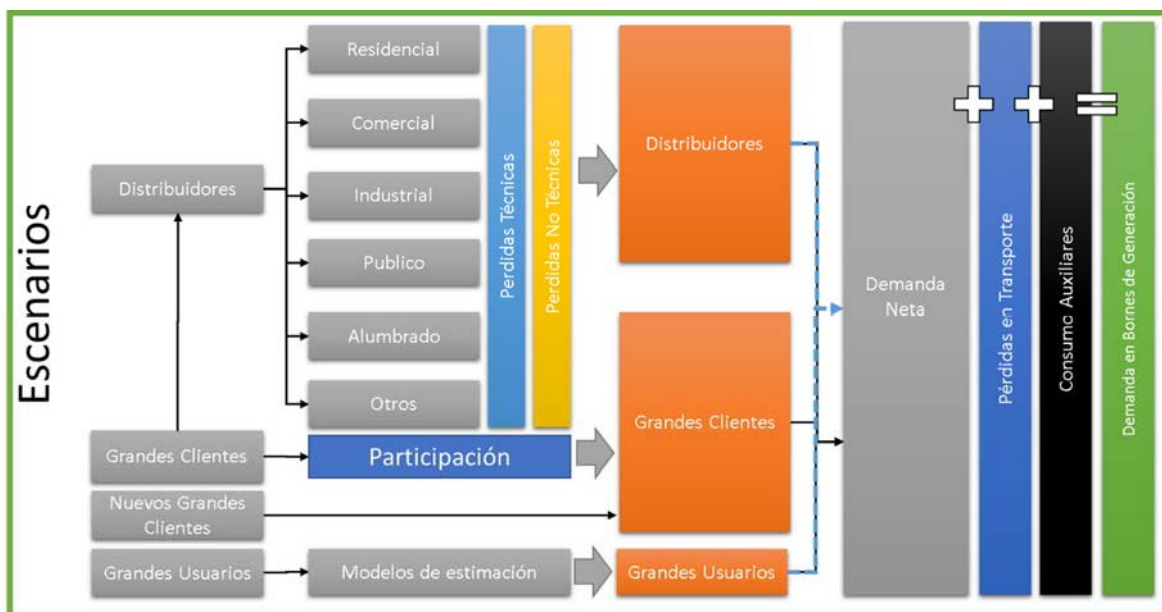 Escenarios
Distribuidores
Grandes Clientes
Nuevos Grandes
Clientes
Grandes Usuarios
Residencial
Comercial
Industrial
Publico
Alumbrado
Otros
Participación
Modelos de estimación
Perdidas Técnicas
Perdidas No Técnicas
Distribuidores
Grandes Clientes
Grandes Usuarios
Demanda
Neta
+
Pérdidas en Transporte
+
Consumo Auxiliares
=
Demanda en Bornes de Generación